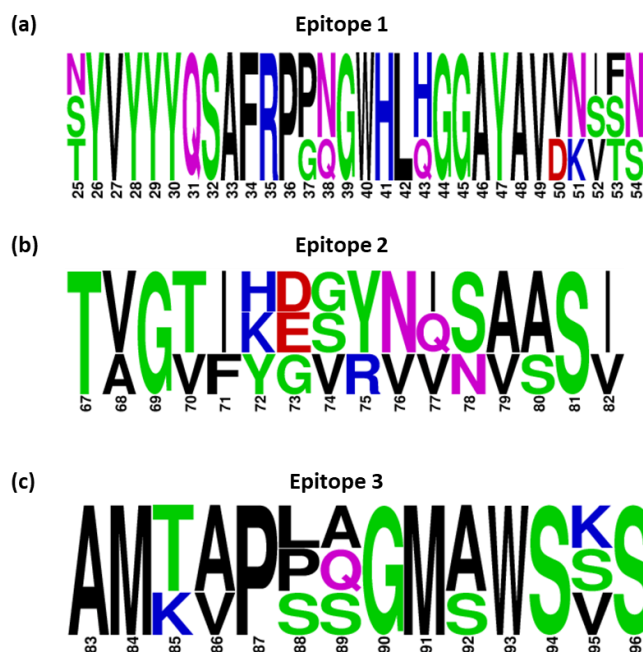 (a) Epitope 1
NYVYYYQSAFRPPNGWHLHGGAYAVVNIFN
S S S
T G Q Q D K V T S
25 26 27 28 29 30 31 32 33 34 35 36 37 38 39 40 41 42 43 44 45 46 47 48 49 50 51 52 53 54
(b) Epitope 2
TVGTIHDGYNISAASI
K E S Q
A V F Y G V R V V N V S V
67 68 69 70 71 72 73 74 75 76 77 78 79 80 81 82
(c) Epitope 3
AMTAPLAGMAWSKS
P Q S
K V S S S V
83 84 85 86 87 88 89 90 91 92 93 94 95 96